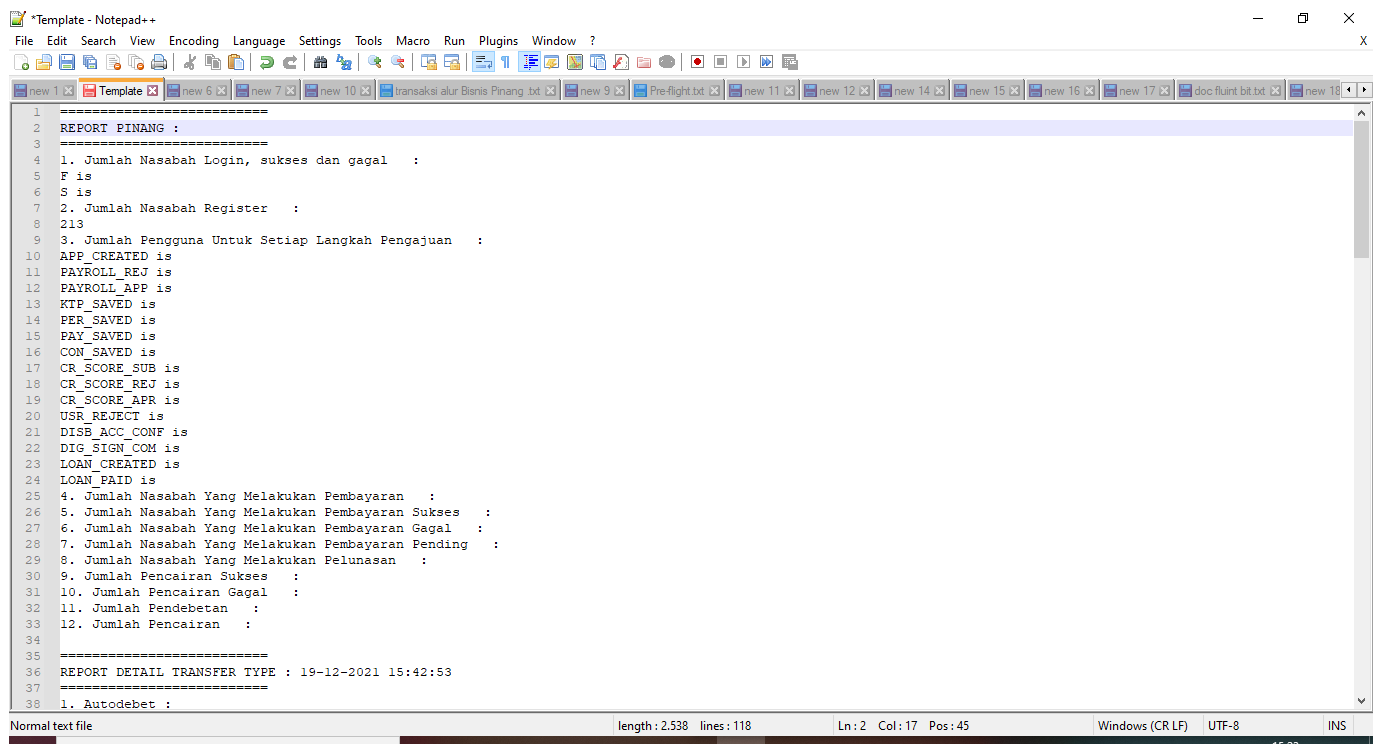 *Template - Notepad++
File Edit Search View Encoding Language Settings Tools Macro Run Plugins Window ? X
new 1 Template new 6 new 7 new 10 transaksi alur Bisnis Pinang .txt new 9 Pre-flight.txt new 11 new 12 new 14 new 15 new 16 new 17 doc fluint bit.txt new 18
1 ==========================
2 REPORT PINANG :
3 ==========================
4 1. Jumlah Nasabah Login, sukses dan gagal   :
5 F is
6 S is
7 2. Jumlah Nasabah Register   :
8 213
9 3. Jumlah Pengguna Untuk Setiap Langkah Pengajuan   :
10 APP_CREATED is
11 PAYROLL_REJ is
12 PAYROLL_APP is
13 KTP_SAVED is
14 PER_SAVED is
15 PAY_SAVED is
16 CON_SAVED is
17 CR_SCORE_SUB is
18 CR_SCORE_REJ is
19 CR_SCORE_APR is
20 USR_REJECT is
21 DISB_ACC_CONF is
22 DIG_SIGN_COM is
23 LOAN_CREATED is
24 LOAN_PAID is
25 4. Jumlah Nasabah Yang Melakukan Pembayaran   :
26 5. Jumlah Nasabah Yang Melakukan Pembayaran Sukses   :
27 6. Jumlah Nasabah Yang Melakukan Pembayaran Gagal   :
28 7. Jumlah Nasabah Yang Melakukan Pembayaran Pending   :
29 8. Jumlah Nasabah Yang Melakukan Pelunasan   :
30 9. Jumlah Pencairan Sukses   :
31 10. Jumlah Pencairan Gagal   :
32 11. Jumlah Pendebetan   :
33 12. Jumlah Pencairan   :
34
35 ==========================
36 REPORT DETAIL TRANSFER TYPE : 19-12-2021 15:42:53
37 ==========================
38 1. Autodebet :
Normal text file length : 2.538 lines : 118 Ln : 2 Col : 17 Pos : 45 Windows (CR LF) UTF-8 INS